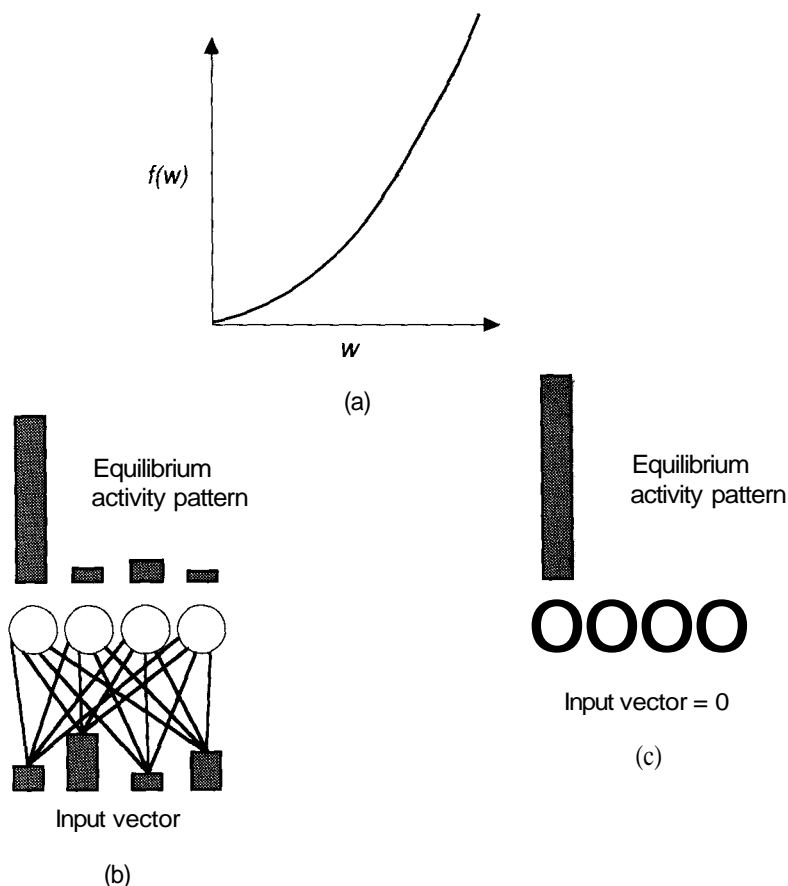 f(w)
w
(a)
Equilibrium
activity pattern
Input vector
(b)
Equilibrium
activity pattern
OOOO
Input vector = 0
(c)